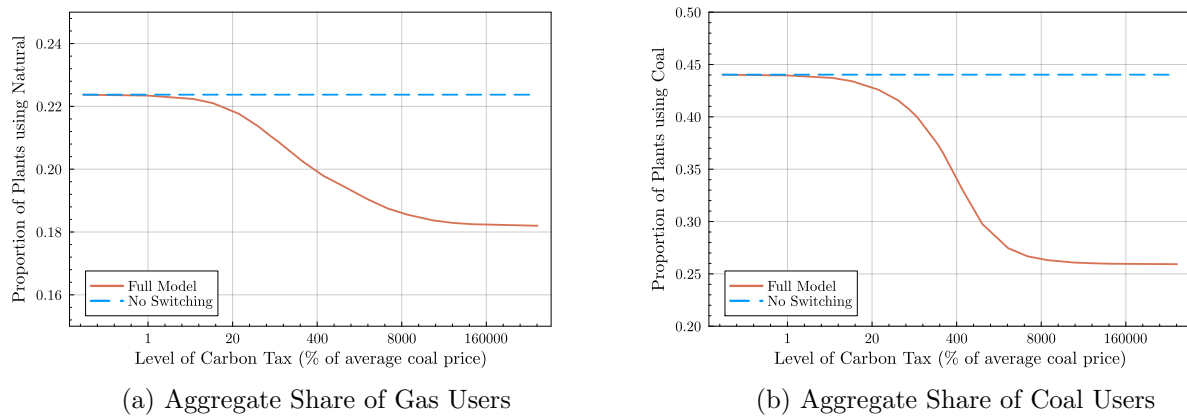 0.24
0.22
0.20
0.18
0.16
Proportion of Plants using Natural
Full Model
No Switching
1 20 400 8000 160000
Level of Carbon Tax (% of average coal price)
(a) Aggregate Share of Gas Users
0.50
0.45
0.40
0.35
0.30
0.25
0.20
Proportion of Plants using Coal
Full Model
No Switching
1 20 400 8000 160000
Level of Carbon Tax (% of average coal price)
(b) Aggregate Share of Coal Users